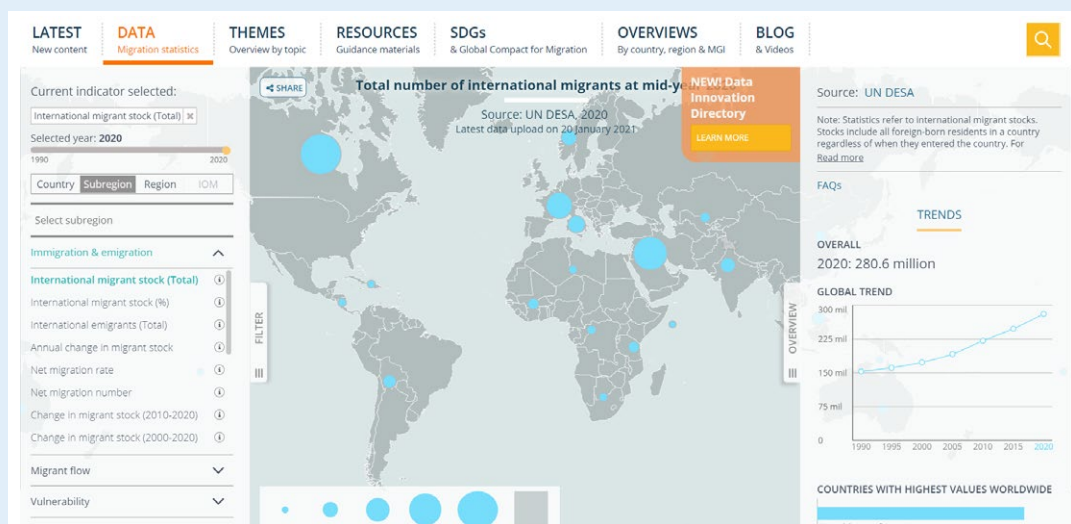 LATEST
New content
DATA
Migration statistics
THEMES
Overview by topic
RESOURCES
Guidance materials
SDGs
& Global Compact for Migration
OVERVIEWS
By country, region & MGI
BLOG
& Videos
Current indicator selected:
International migrant stock (Total)
Selected year: 2020
1990 2020
Country Subregion Region IOM
Select subregion
Immigration & emigration
International migrant stock (Total)
International migrant stock (%)
International emigrants (Total)
Annual change in migrant stock
Net migration rate
Net migration number
Change in migrant stock (2010-2020)
Change in migrant stock (2000-2020)
Migrant flow
Vulnerability
SHARE
Total number of international migrants at mid-ye
Source: UN DESA, 2020
Latest data upload on 20 January 2021
NEW! Data
Innovation
Directory
LEARN MORE
FILTER
OVERVIEW
Source: UN DESA
Note: Statistics refer to international migrant stocks.
Stocks include all foreign-born residents in a country
regardless of when they entered the country. For
Read more
FAQs
TRENDS
OVERALL
2020: 280.6 million
GLOBAL TREND
300 mil
225 mil
150 mil
75 mil
0
1990 1995 2000 2005 2010 2015 2020
COUNTRIES WITH HIGHEST VALUES WORLDWIDE